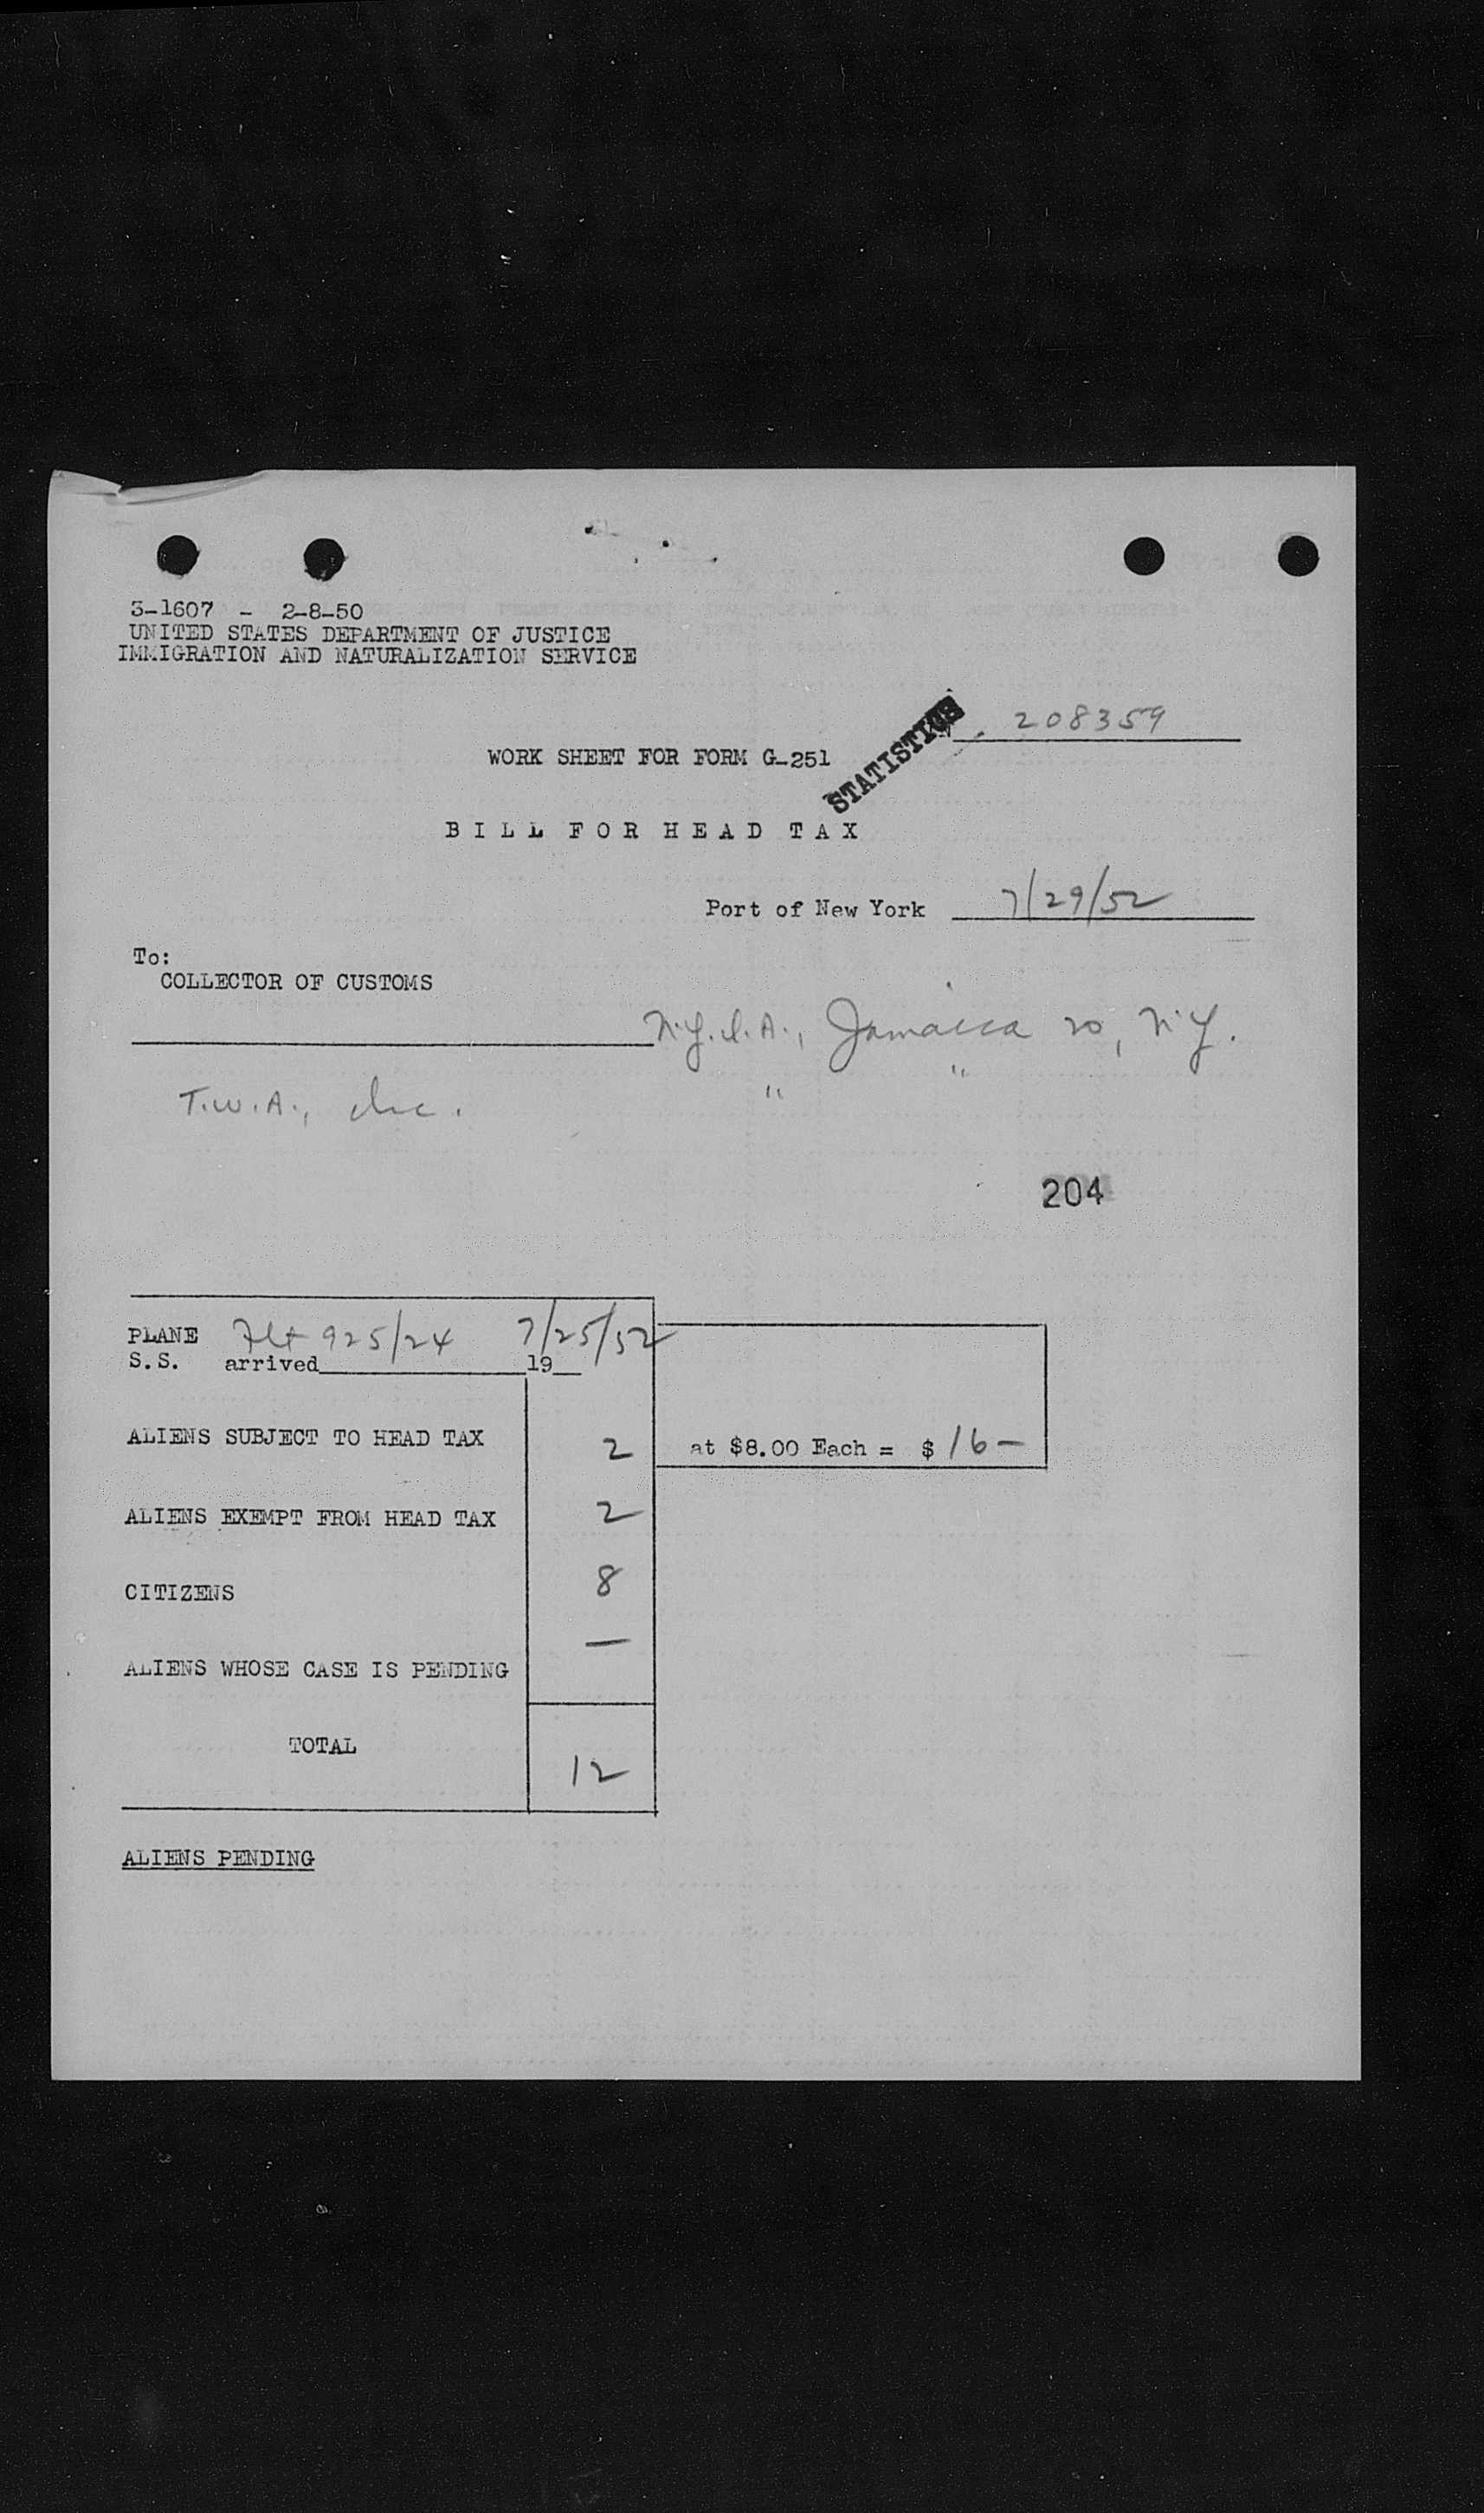 3-1607 - 2-8-50
UNITED STATES DEPARTMENT OF JUSTICE
IMMIGRATION AND NATURALIZATION SERVICE
208359
STATISTICS
WORK SHEET FOR FORM G-251
BILL FOR HEAD TAX
Port of New York 7/29/52
To:
COLLECTOR OF CUSTOMS
N.Y.I.A., Jamaica 20, N.Y.
T.W.A., Inc. " "
204
PLANE Flt 925/24 7/25/52
S.S. arrived 19
ALIENS SUBJECT TO HEAD TAX 2 at $8.00 Each = $ 16—
ALIENS EXEMPT FROM HEAD TAX 2
CITIZENS 8
ALIENS WHOSE CASE IS PENDING —
TOTAL 12
ALIENS PENDING